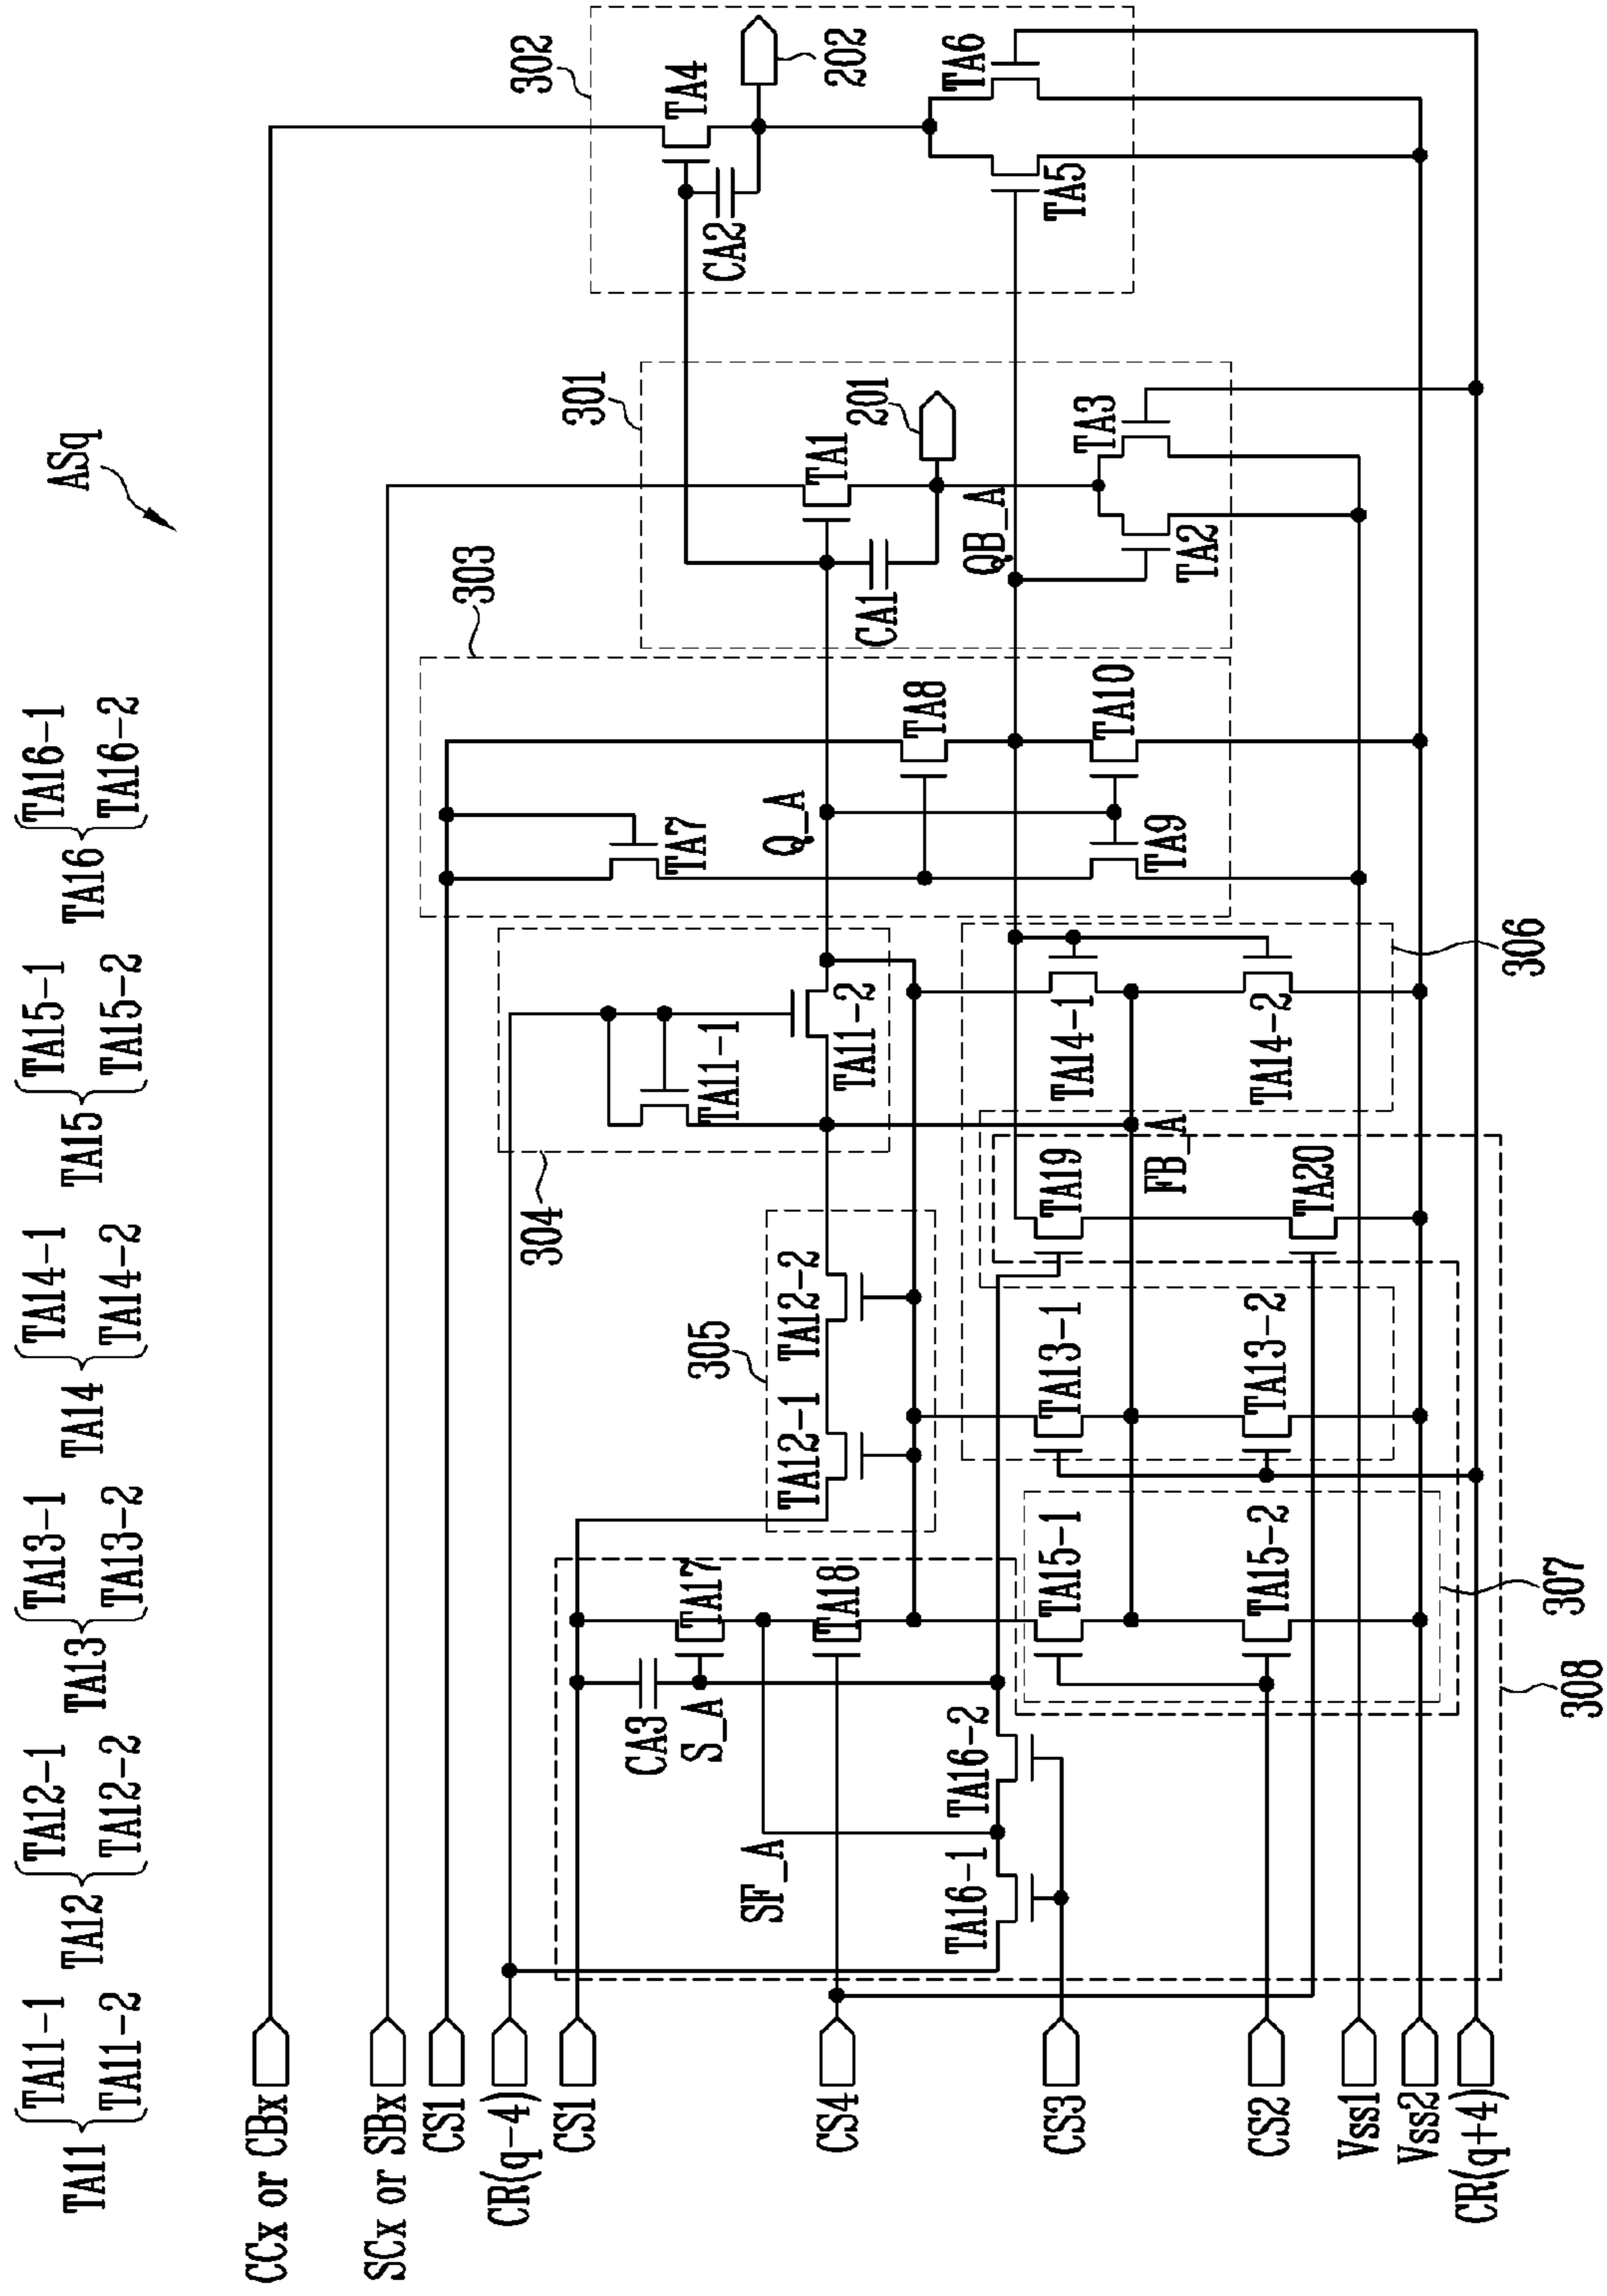 ASq
TA11 { TA11-1
TA11-2
TA12 { TA12-1
TA12-2
TA13 { TA13-1
TA13-2
TA14 { TA14-1
TA14-2
TA15 { TA15-1
TA15-2
TA16 { TA16-1
TA16-2
CCx or CBx
SCx or SBx
CS1
CR(q-4)
CS1
CS4
CS3
CS2
Vss1
Vss2
CR(q+4)
302
TA4
202
CA2
TA5
TA6
301
TA1
201
CA1
QB_A
TA2
TA3
303
TA7
TA8
Q_A
TA9
TA10
304
TA11-1
TA11-2
305
TA12-1
TA12-2
306
TA14-1
TA14-2
FB_A
TA19
TA20
TA13-1
TA13-2
TA17
TA18
CA3
S_A
SF_A
TA16-1
TA16-2
TA15-1
TA15-2
307
308